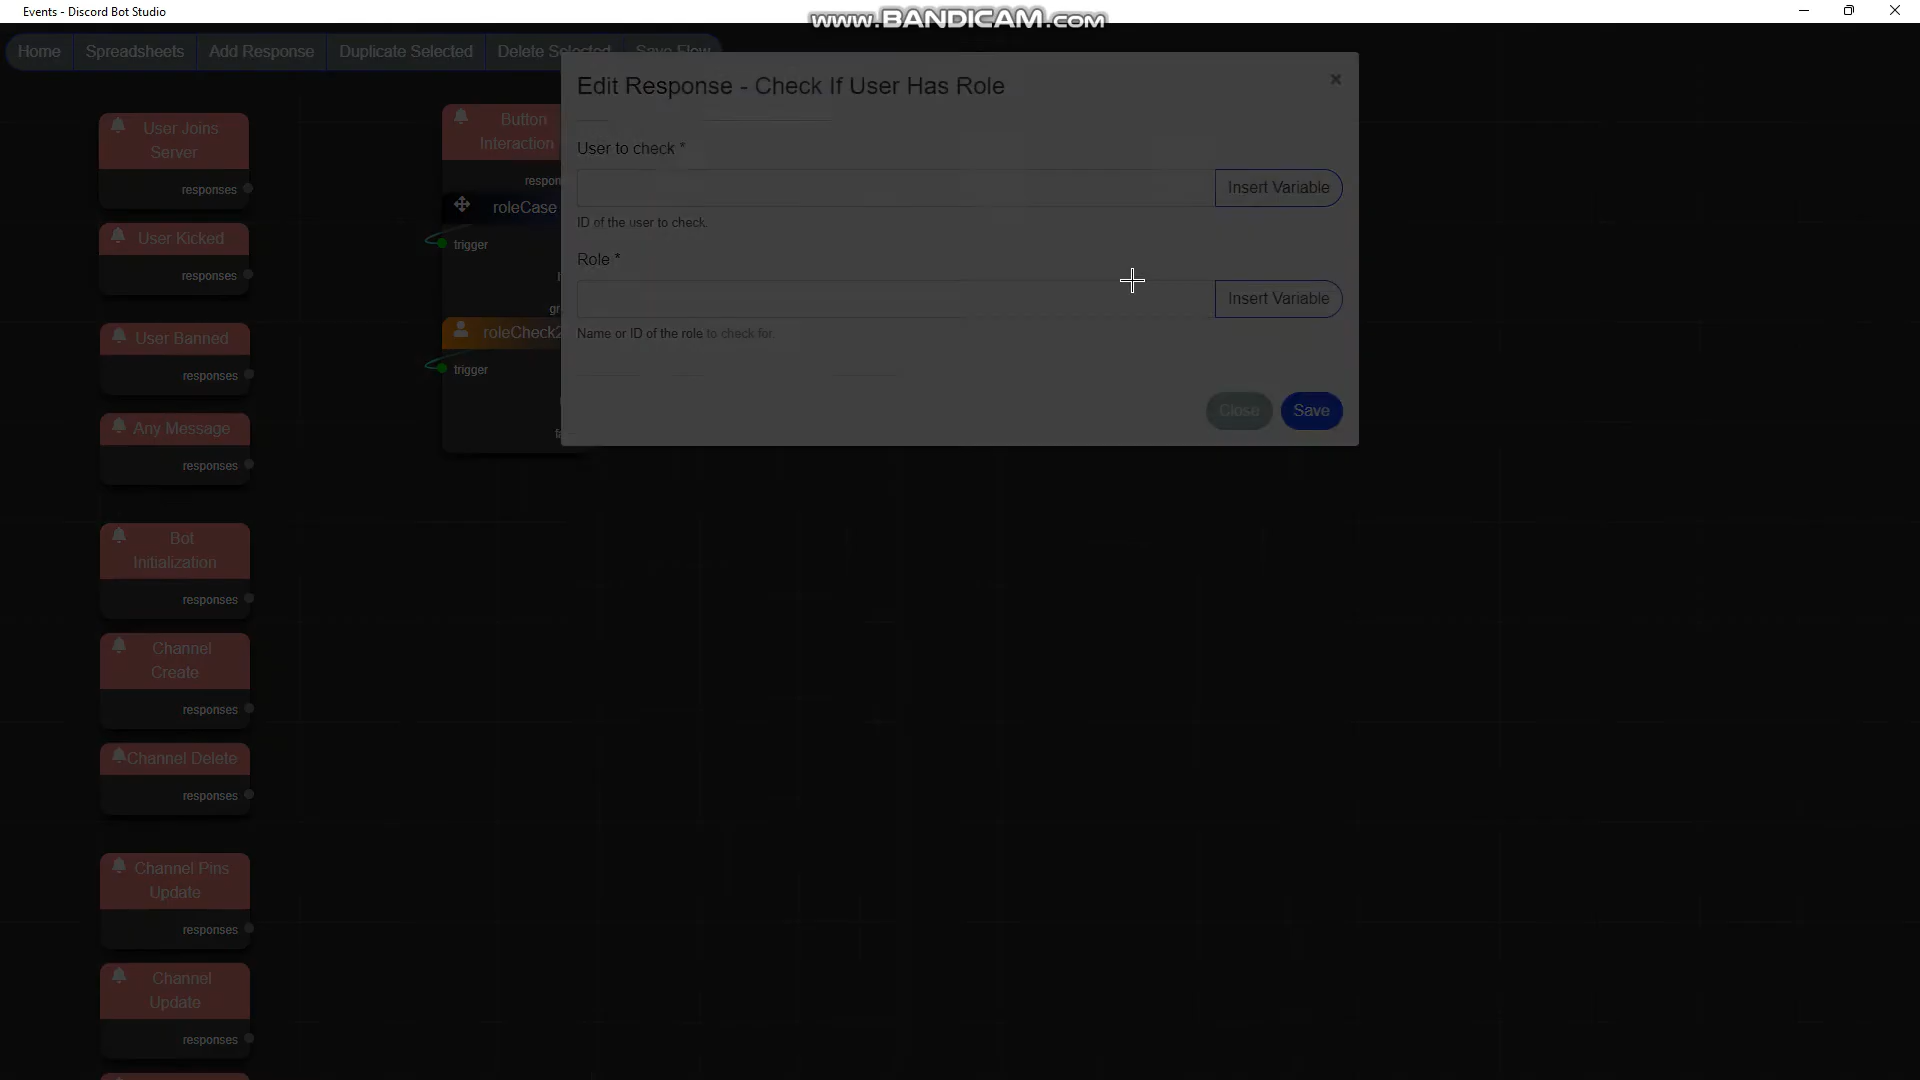 Events - Discord Bot Studio
www.BANDICAM.com
Home
Spreadsheets
Add Response
Duplicate Selected
Delete Selected
Save Flow
Edit Response - Check If User Has Role
×
User to check *
Insert Variable
ID of the user to check.
Role *
Insert Variable
Name or ID of the role to check for.
Close
Save
User Joins
Server
responses
User Kicked
responses
User Banned
responses
Any Message
responses
Bot
Initialization
responses
Channel
Create
responses
Channel Delete
responses
Channel Pins
Update
responses
Channel
Update
responses
Button
Interaction
respon
roleCase
trigger
gr
roleCheck2
trigger